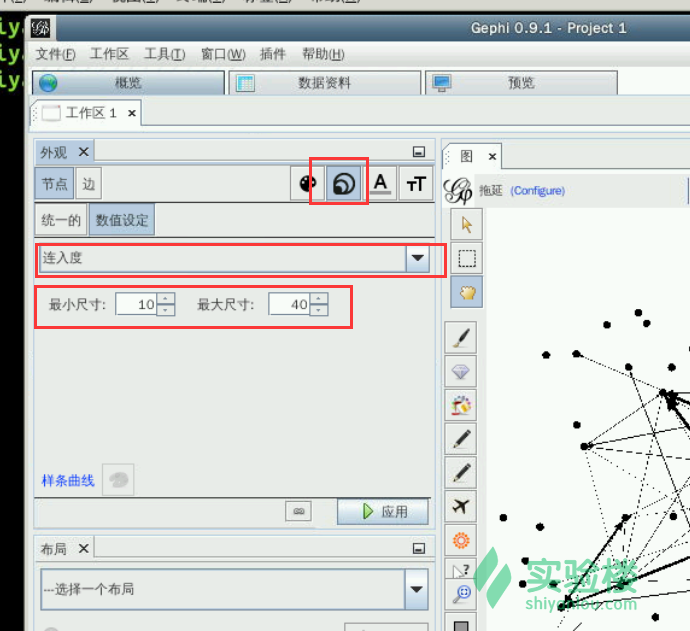 Gephi 0.9.1 - Project 1
文件(F) 工作区 工具(T) 窗口(W) 插件 帮助(H)
概览 数据资料 预览
工作区 1
外观
图
节点 边
A TT
拖延 (Configure)
统一的 数值设定
连入度
最小尺寸: 10 最大尺寸: 40
样条曲线
应用
布局
---选择一个布局
实验楼
shiyanlou.com